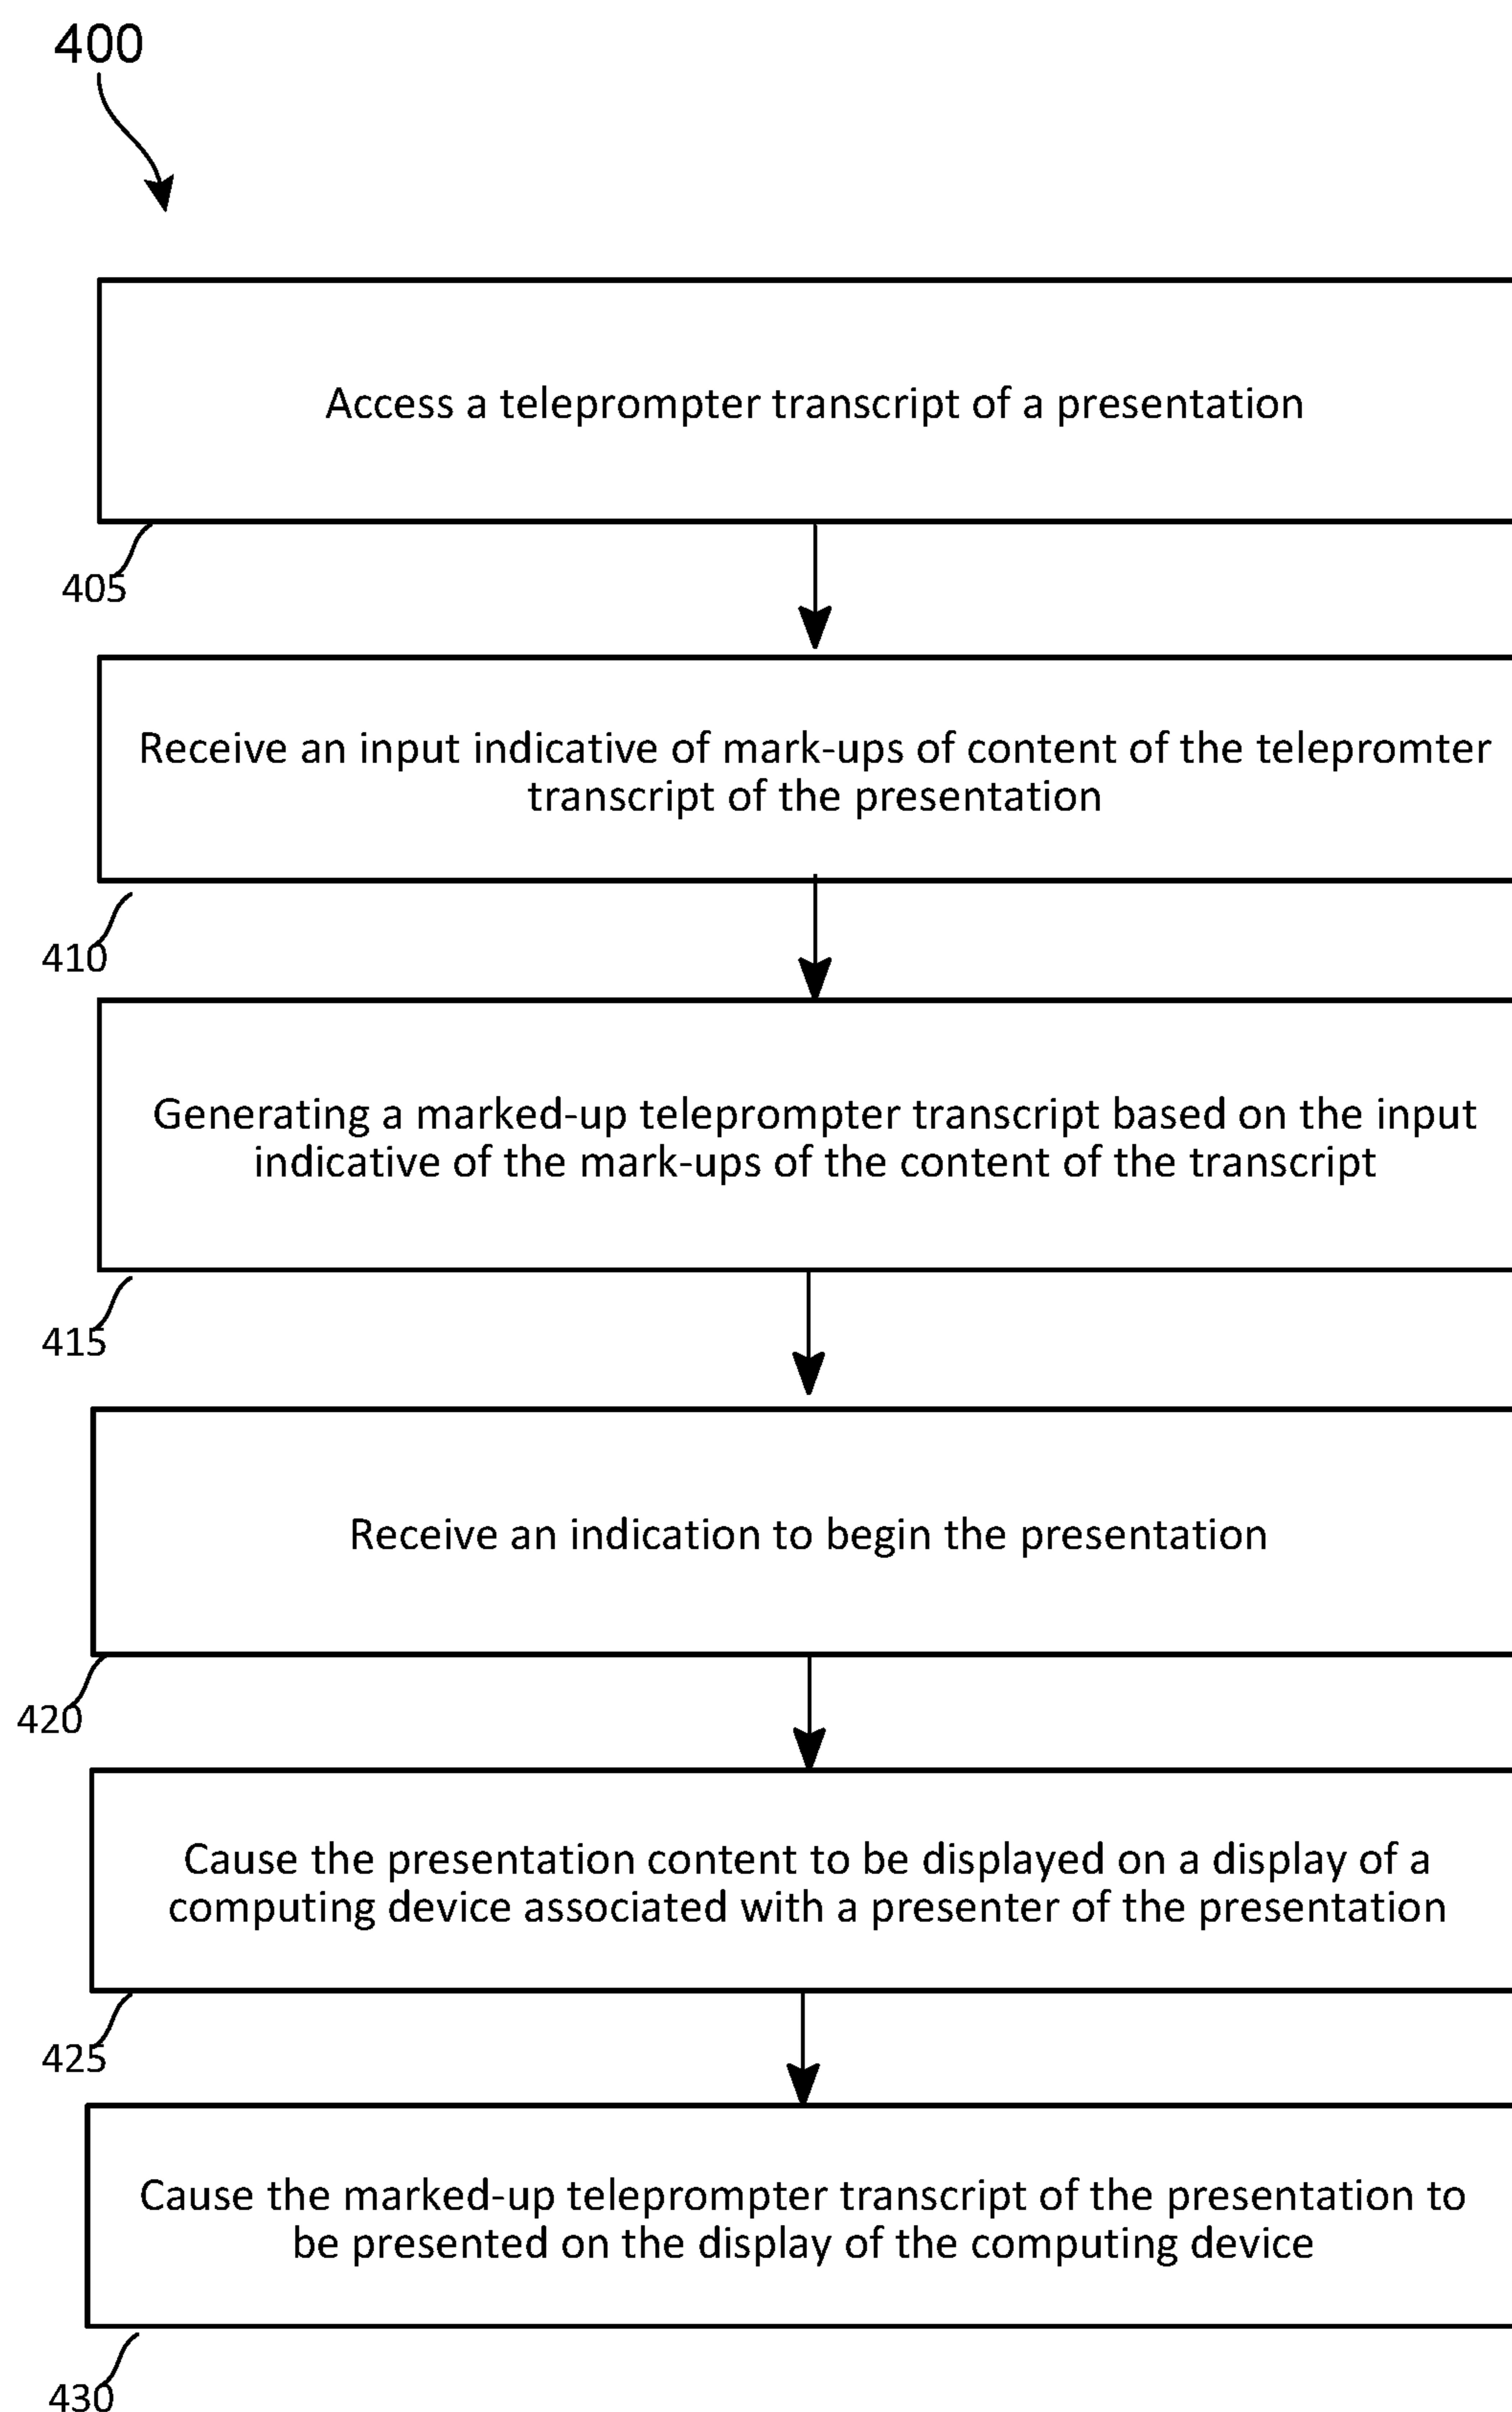 400
Access a teleprompter transcript of a presentation
405
Receive an input indicative of mark-ups of content of the telepromter
transcript of the presentation
410
Generating a marked-up teleprompter transcript based on the input
indicative of the mark-ups of the content of the transcript
415
Receive an indication to begin the presentation
420
Cause the presentation content to be displayed on a display of a
computing device associated with a presenter of the presentation
425
Cause the marked-up teleprompter transcript of the presentation to
be presented on the display of the computing device
430